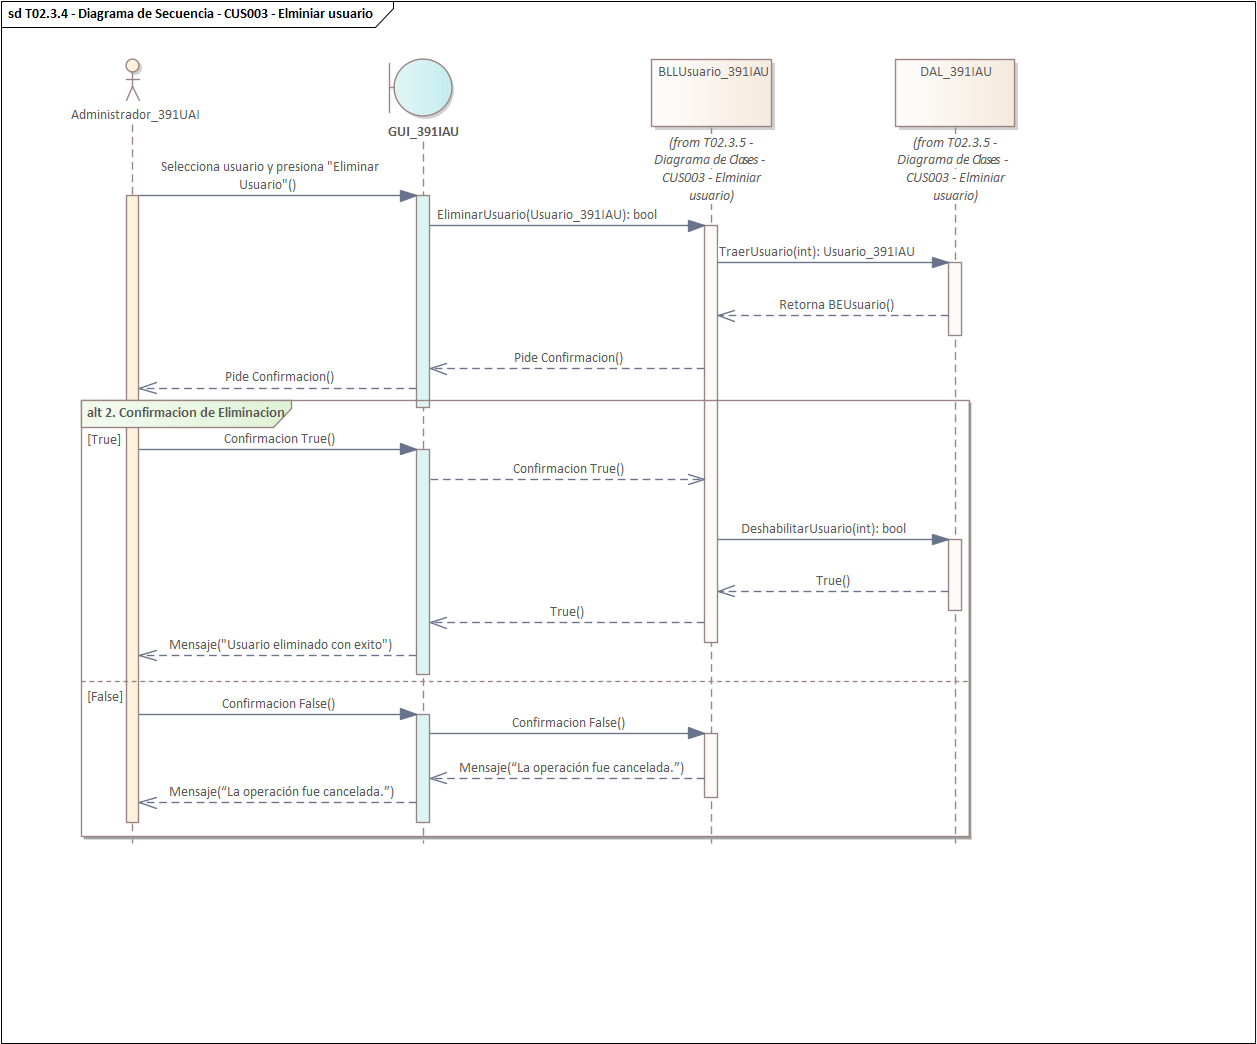 sd T02.3.4 - Diagrama de Secuencia - CUS003 - Elminiar usuario
Administrador_391UAI
GUI_391IAU
BLLUsuario_391IAU
(from T02.3.5 -
Diagrama de Clases -
CUS003 - Elminiar
usuario)
DAL_391IAU
(from T02.3.5 -
Diagrama de Clases -
CUS003 - Elminiar
usuario)
Selecciona usuario y presiona "Eliminar
Usuario"()
EliminarUsuario(Usuario_391IAU): bool
TraerUsuario(int): Usuario_391IAU
Retorna BEUsuario()
Pide Confirmacion()
Pide Confirmacion()
alt 2. Confirmacion de Eliminacion
[True]
Confirmacion True()
Confirmacion True()
DeshabilitarUsuario(int): bool
True()
True()
Mensaje("Usuario eliminado con exito")
[False]
Confirmacion False()
Confirmacion False()
Mensaje(“La operación fue cancelada.”)
Mensaje(“La operación fue cancelada.”)